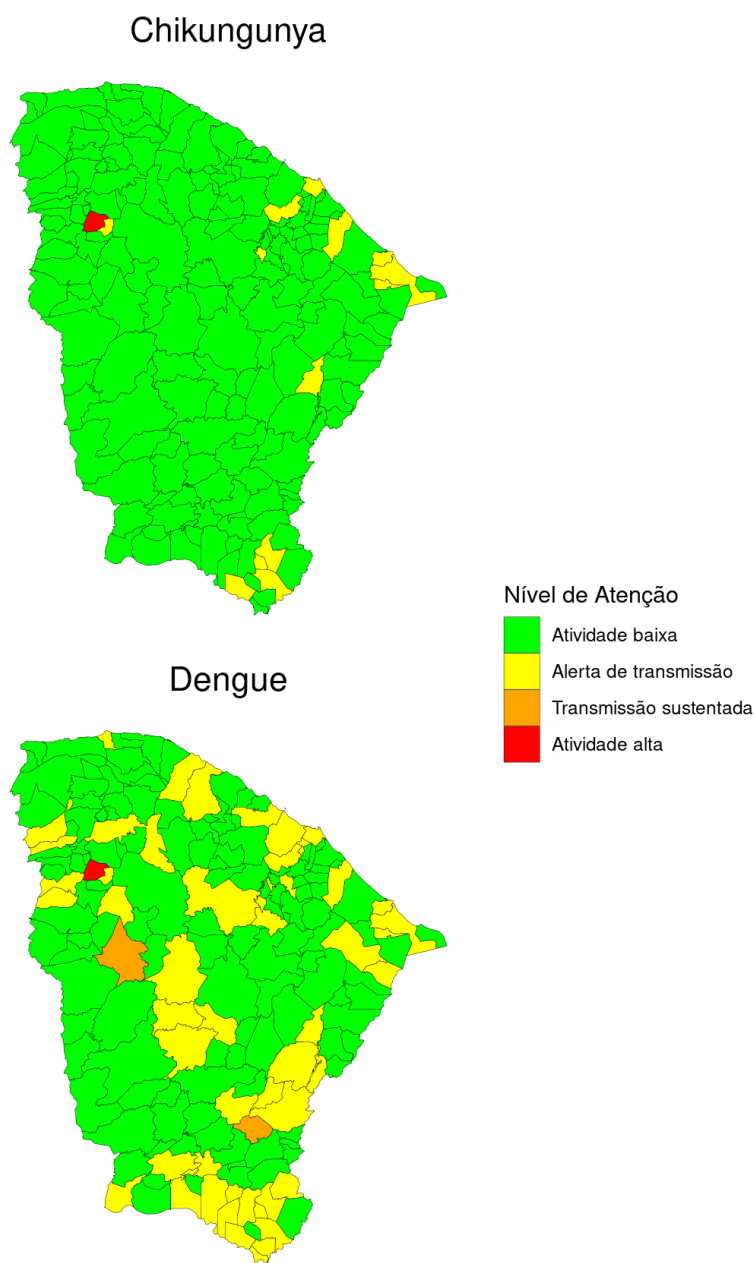 Chikungunya
Nível de Atenção
Atividade baixa
Alerta de transmissão
Transmissão sustentada
Atividade alta
Dengue